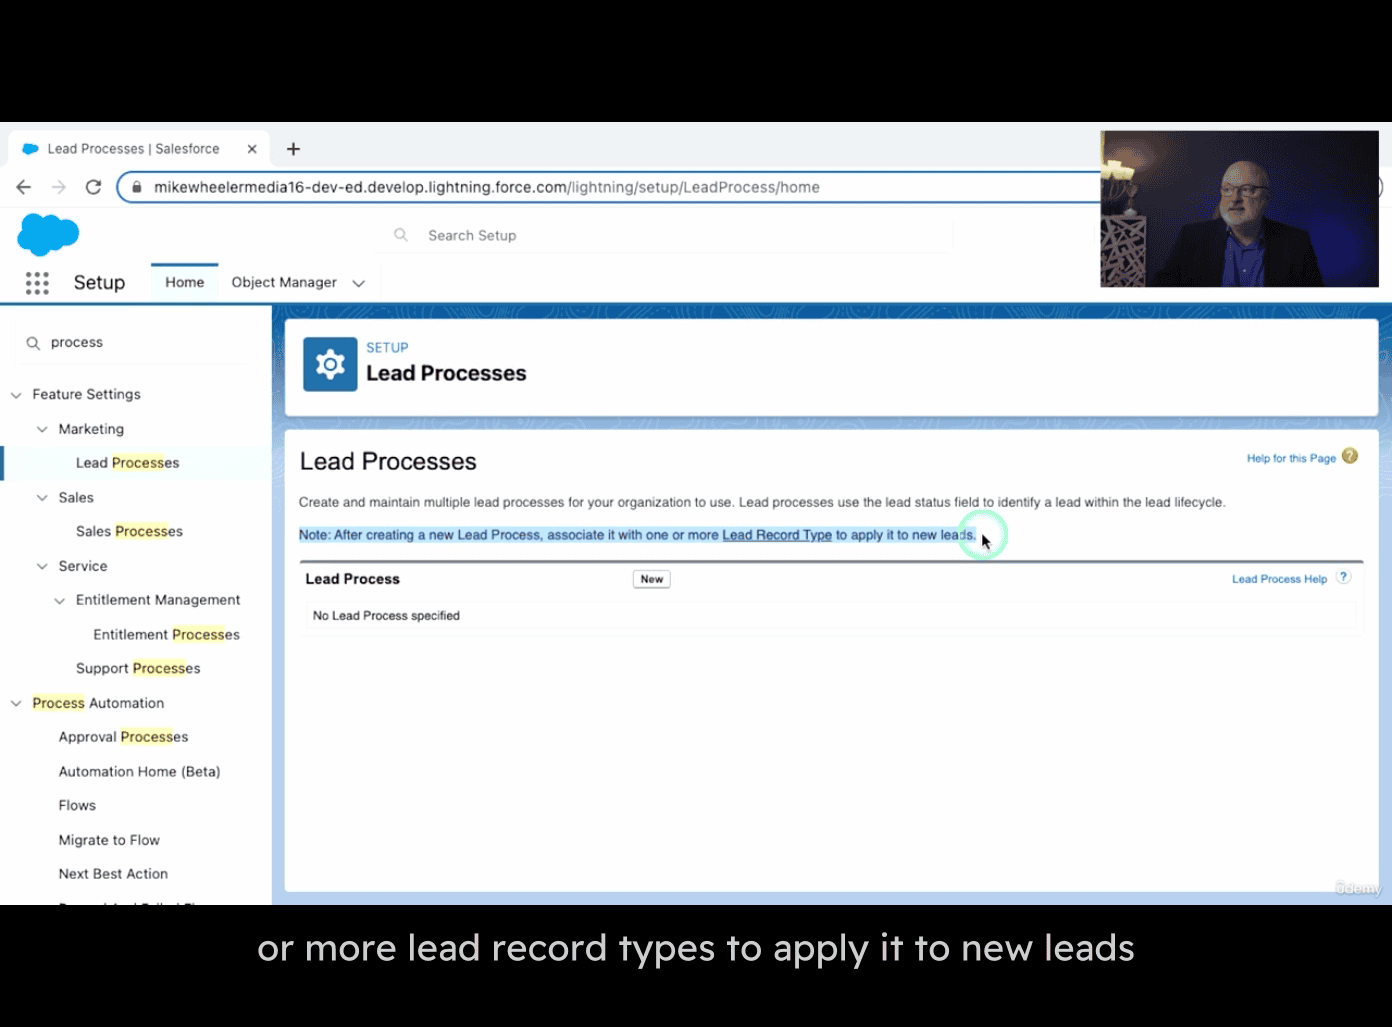 Lead Processes | Salesforce
mikewheelermedia16-dev-ed.develop.lightning.force.com/lightning/setup/LeadProcess/home
Search Setup
Setup
Home
Object Manager
process
Feature Settings
Marketing
Lead Processes
Sales
Sales Processes
Service
Entitlement Management
Entitlement Processes
Support Processes
Process Automation
Approval Processes
Automation Home (Beta)
Flows
Migrate to Flow
Next Best Action
SETUP
Lead Processes
Lead Processes
Help for this Page ?
Create and maintain multiple lead processes for your organization to use. Lead processes use the lead status field to identify a lead within the lead lifecycle.
Note: After creating a new Lead Process, associate it with one or more Lead Record Type to apply it to new leads.
Lead Process
New
Lead Process Help ?
No Lead Process specified
ûdemy
or more lead record types to apply it to new leads